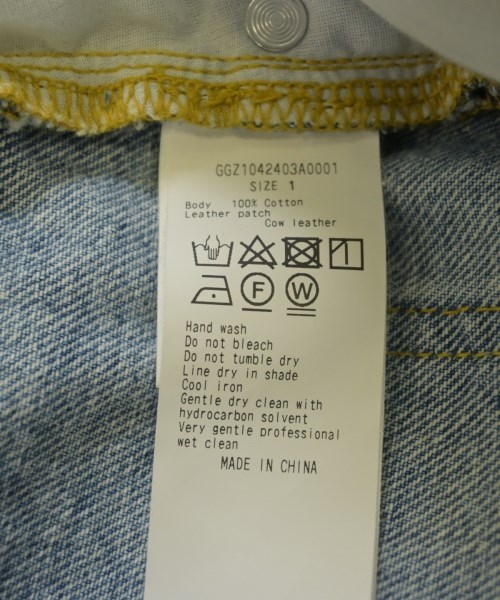 GGZ1042403A0001
SIZE 1
Body 100% Cotton
Leather patch
Cow leather
F W
Hand wash
Do not bleach
Do not tumble dry
Line dry in shade
Cool iron
Gentle dry clean with
hydrocarbon solvent
Very gentle professional
wet clean
MADE IN CHINA